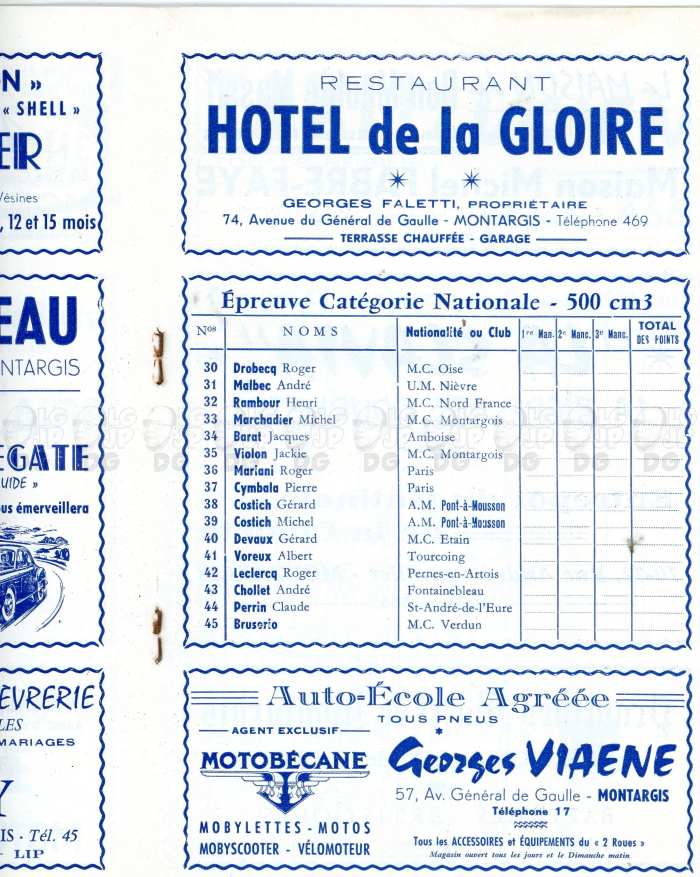 N »
« SHELL »
EIR
Vésines
, 12 et 15 mois
EAU
NTARGIS
EGATE
UIDE »
us émerveillera
ÈVRERIE
LES
MARIAGES
Y
IS - Tél. 45
- LIP
RESTAURANT
HOTEL de la GLOIRE
GEORGES FALETTI, PROPRIÉTAIRE
74, Avenue du Général de Gaulle - MONTARGIS - Téléphone 469
TERRASSE CHAUFFÉE - GARAGE
Épreuve Catégorie Nationale - 500 cm3
Nos NOMS Nationalité ou Club 1re Man. 2e Manc. 3e Manc. TOTAL DES POINTS
30 Drobecq Roger M.C. Oise
31 Malbec André U.M. Nièvre
32 Rambour Henri M.C. Nord France
33 Marchadier Michel M.C. Montargois
34 Barat Jacques Amboise
35 Violon Jackie M.C. Montargois
36 Mariani Roger Paris
37 Cymbala Pierre Paris
38 Costich Gérard A.M. Pont-à-Mousson
39 Costich Michel A.M. Pont-à-Mousson
40 Devaux Gérard M.C. Etain
41 Voreux Albert Tourcoing
42 Leclercq Roger Pernes-en-Artois
43 Chollet André Fontainebleau
44 Perrin Claude St-André-de-l'Eure
45 Bruserio M.C. Verdun
Auto-École Agréée
TOUS PNEUS
AGENT EXCLUSIF
MOTOBÉCANE
MOBYLETTES - MOTOS
MOBYSCOOTER - VÉLOMOTEUR
Georges VIAENE
57, Av. Général de Gaulle - MONTARGIS
Téléphone 17
Tous les ACCESSOIRES et ÉQUIPEMENTS du « 2 Roues »
Magasin ouvert tous les jours et le Dimanche matin